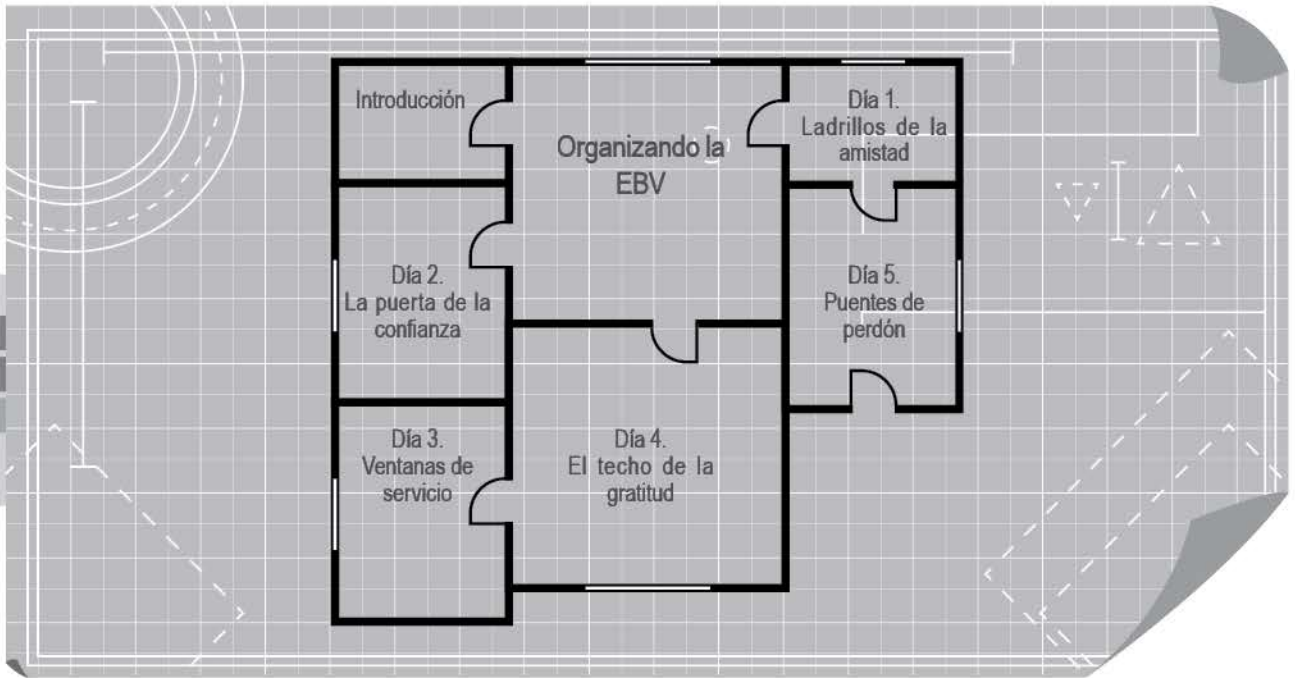 Introducción
Organizando la
EBV
Día 1.
Ladrillos de la
amistad
Día 2.
La puerta de la
confianza
Día 5.
Puentes de
perdón
Día 3.
Ventanas de
servicio
Día 4.
El techo de la
gratitud